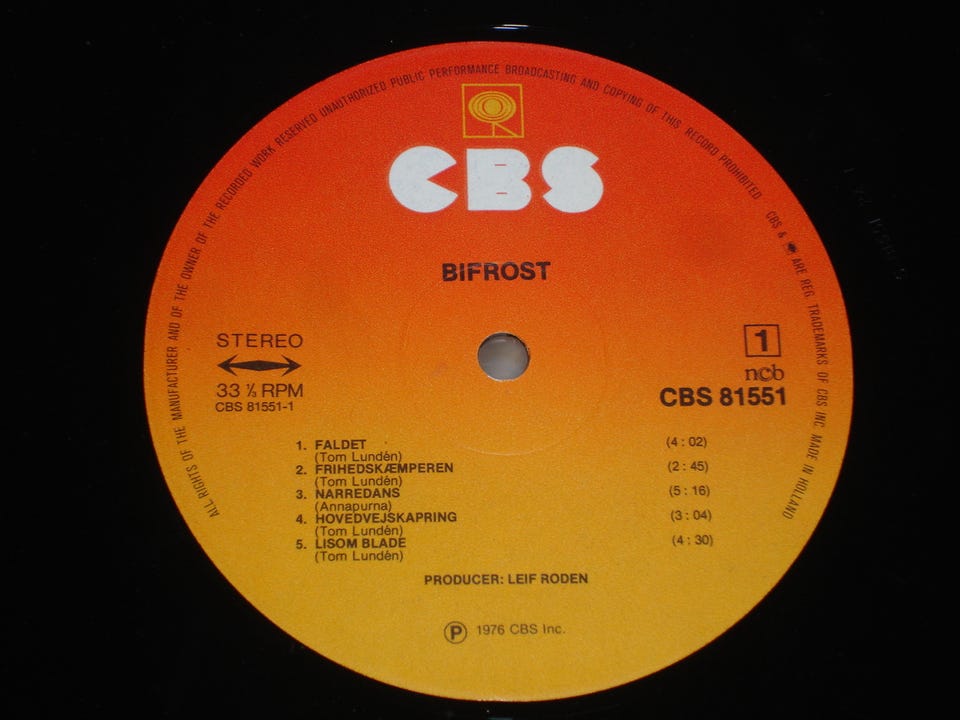 ALL RIGHTS OF THE MANUFACTURER AND OF THE OWNER OF THE RECORDED WORK RESERVED UNAUTHORIZED PUBLIC PERFORMANCE BROADCASTING AND COPYING OF THIS RECORD PROHIBITED CBS & ARE REG. TRADEMARKS OF CBS INC. MADE IN HOLLAND
CBS
BIFROST
STEREO
33 ⅓ RPM
CBS 81551-1
1
ncb
CBS 81551
1. FALDET (4:02)
(Tom Lundén)
2. FRIHEDSKÆMPEREN (2:45)
(Tom Lundén)
3. NARREDANS (5:16)
(Annapurna)
4. HOVEDVEJSKAPRING (3:04)
(Tom Lundén)
5. LISOM BLADE (4:30)
(Tom Lundén)
PRODUCER: LEIF RODEN
Ⓟ 1976 CBS Inc.